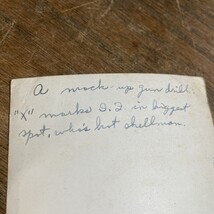 A mock-up gun drill.
"X" marks D.D. in biggest
spot, who's hot shellman.